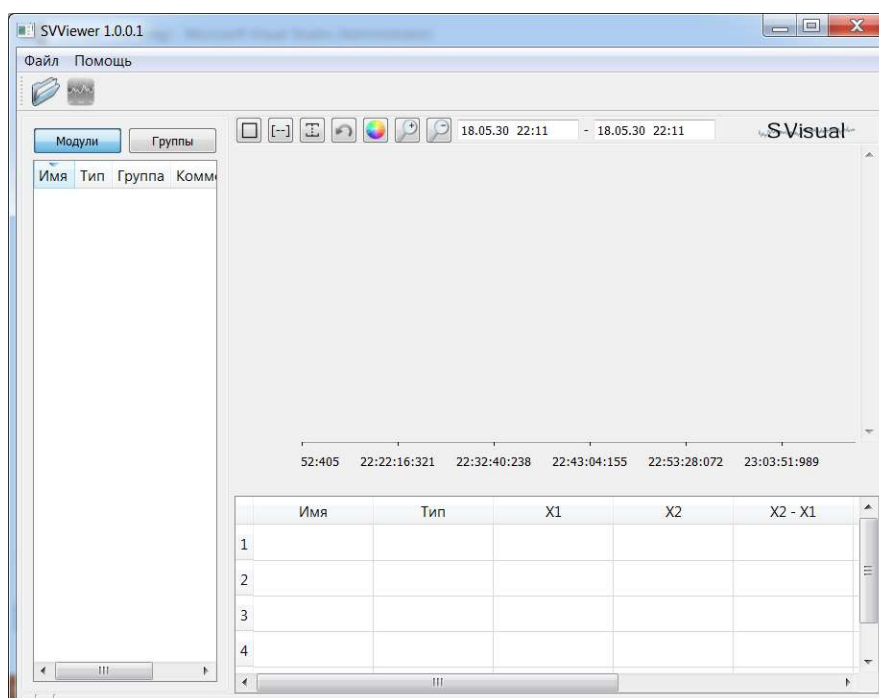 SVViewer 1.0.0.1
Файл Помощь
Модули Группы
Имя Тип Группа Комме
[--] 18.05.30 22:11 - 18.05.30 22:11 SVisual
52:405 22:22:16:321 22:32:40:238 22:43:04:155 22:53:28:072 23:03:51:989
Имя Тип X1 X2 X2 - X1
1
2
3
4